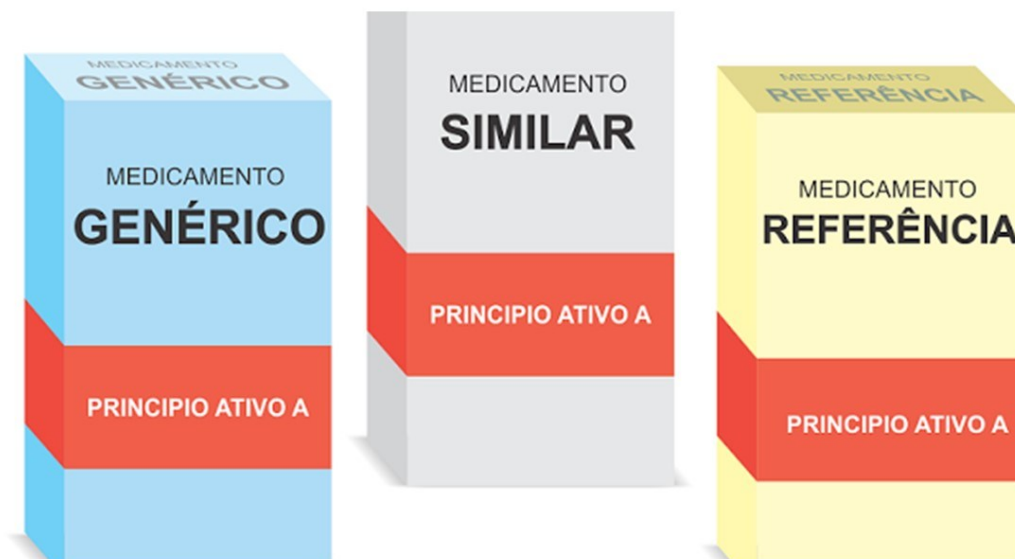 MEDICAMENTO
GENÉRICO
MEDICAMENTO
GENÉRICO
PRINCIPIO ATIVO A
MEDICAMENTO
SIMILAR
PRINCIPIO ATIVO A
MEDICAMENTO
REFERÊNCIA
MEDICAMENTO
REFERÊNCIA
PRINCIPIO ATIVO A